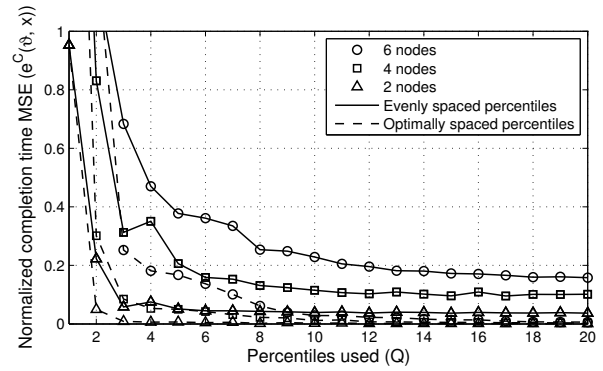 Normalized completion time MSE (e^C(ϑ, x))
1
0.8
0.6
0.4
0.2
0
6 nodes
4 nodes
2 nodes
Evenly spaced percentiles
Optimally spaced percentiles
2 4 6 8 10 12 14 16 18 20
Percentiles used (Q)